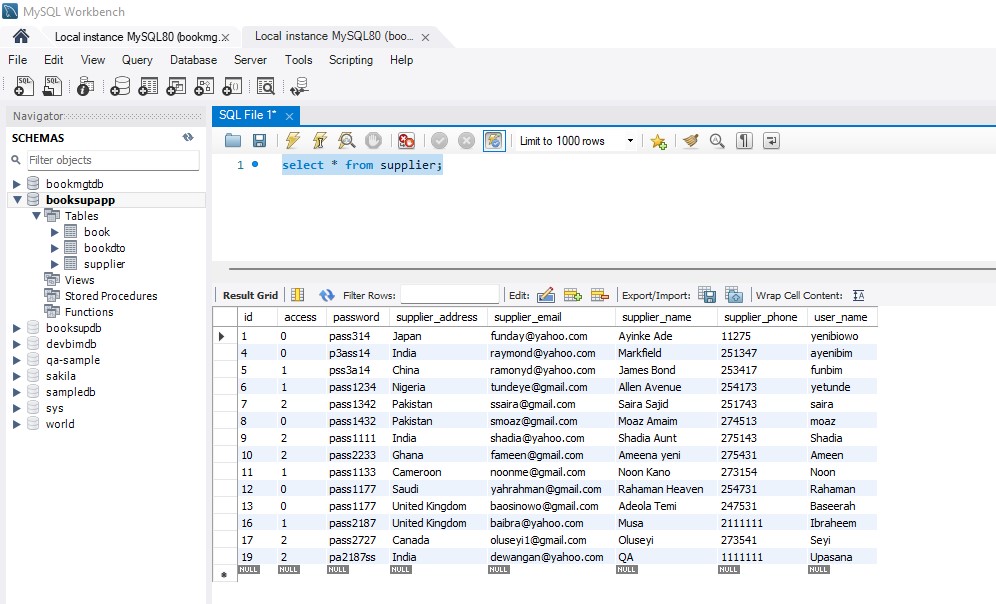 MySQL Workbench
Local instance MySQL80 (bookmg. x Local instance MySQL80 (boo... x
File Edit View Query Database Server Tools Scripting Help
Navigator SQL File 1* x
SCHEMAS Limit to 1000 rows
Filter objects 1 select * from supplier;
bookmgtdb
booksupapp
Tables
book
bookdto
supplier
Views
Stored Procedures
Functions
booksupdb
devbimdb
qa-sample
sakila
sampledb
sys
world
Result Grid Filter Rows: Edit: Export/Import: Wrap Cell Content: IA
id access password supplier_address supplier_email supplier_name supplier_phone user_name
1 0 pass314 Japan funday@yahoo.com Ayinke Ade 11275 yenibiowo
4 0 p3ass14 India raymond@yahoo.com Markfield 251347 ayenibim
5 1 pss3a14 China ramonyd@yahoo.com James Bond 253417 funbim
6 1 pass1234 Nigeria tundeye@gmail.com Allen Avenue 254173 yetunde
7 2 pass1342 Pakistan ssaira@gmail.com Saira Sajid 251743 saira
8 0 pass1432 Pakistan smoaz@gmail.com Moaz Amaim 274513 moaz
9 2 pass1111 India shadia@yahoo.com Shadia Aunt 275143 Shadia
10 2 pass2233 Ghana fameen@gmail.com Ameena yeni 275431 Ameen
11 1 pass1133 Cameroon noonme@gmail.com Noon Kano 273154 Noon
12 0 pass1177 Saudi yahrahman@gmail.com Rahaman Heaven 254731 Rahaman
13 0 pass1177 United Kingdom baosinowo@gmail.com Adeola Temi 247531 Baseerah
16 1 pass2187 United Kingdom baibra@yahoo.com Musa 2111111 Ibraheem
17 2 pass2727 Canada oluseyi1@gmail.com Oluseyi 273541 Seyi
19 2 pa2187ss India dewangan@yahoo.com QA 1111111 Upasana
NULL NULL NULL NULL NULL NULL NULL NULL